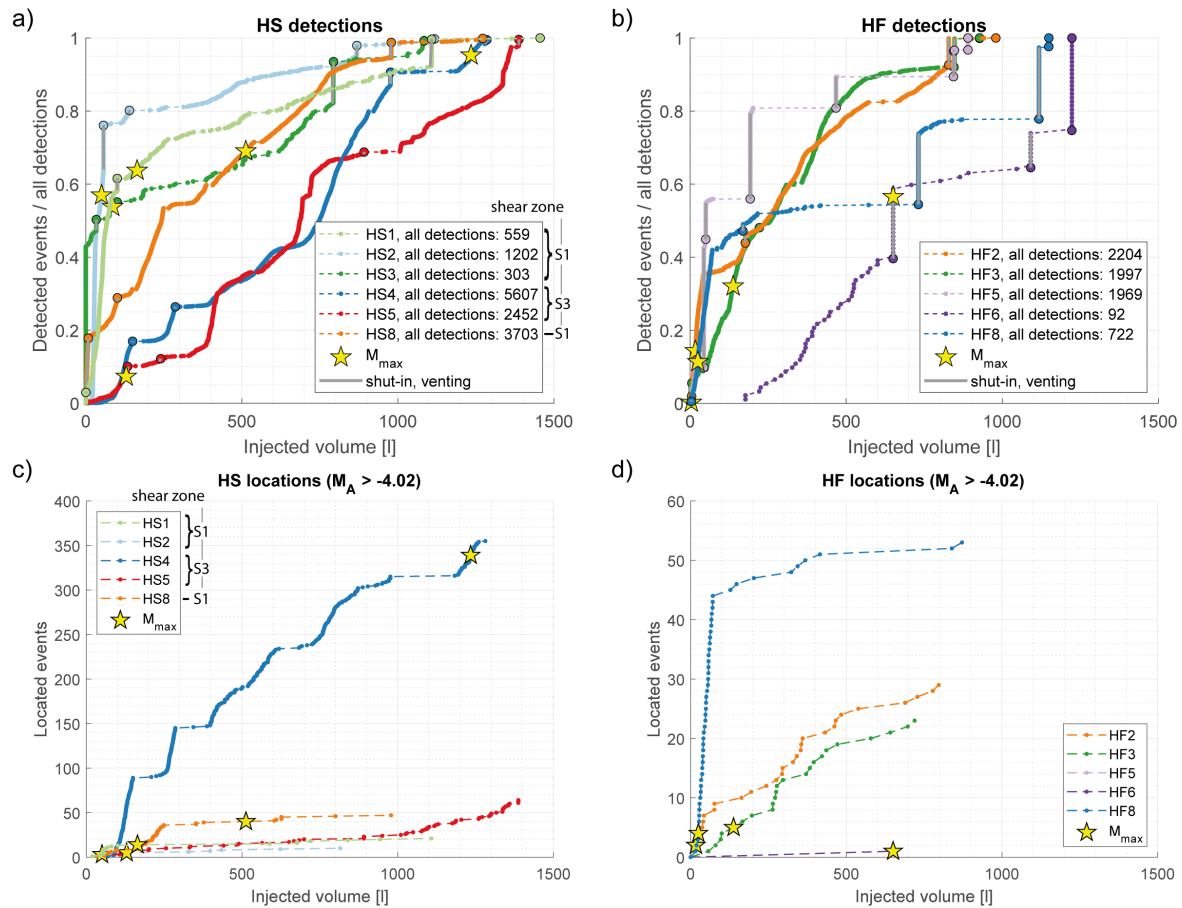 a)
HS detections
Detected events / all detections
1
0.8
0.6
0.4
0.2
0
0
500
1000
1500
Injected volume [l]
shear zone
HS1, all detections: 559
HS2, all detections: 1202
HS3, all detections: 303
HS4, all detections: 5607
HS5, all detections: 2452
HS8, all detections: 3703
M_max
shut-in, venting
S1
S3
S1
b)
HF detections
Detected events / all detections
1
0.8
0.6
0.4
0.2
0
0
500
1000
1500
Injected volume [l]
HF2, all detections: 2204
HF3, all detections: 1997
HF5, all detections: 1969
HF6, all detections: 92
HF8, all detections: 722
M_max
shut-in, venting
c)
HS locations (M_A > -4.02)
Located events
400
350
300
250
200
150
100
50
0
0
500
1000
1500
Injected volume [l]
shear zone
HS1
HS2
HS4
HS5
HS8
M_max
S1
S3
S1
d)
HF locations (M_A > -4.02)
Located events
60
50
40
30
20
10
0
0
500
1000
1500
Injected volume [l]
HF2
HF3
HF5
HF6
HF8
M_max